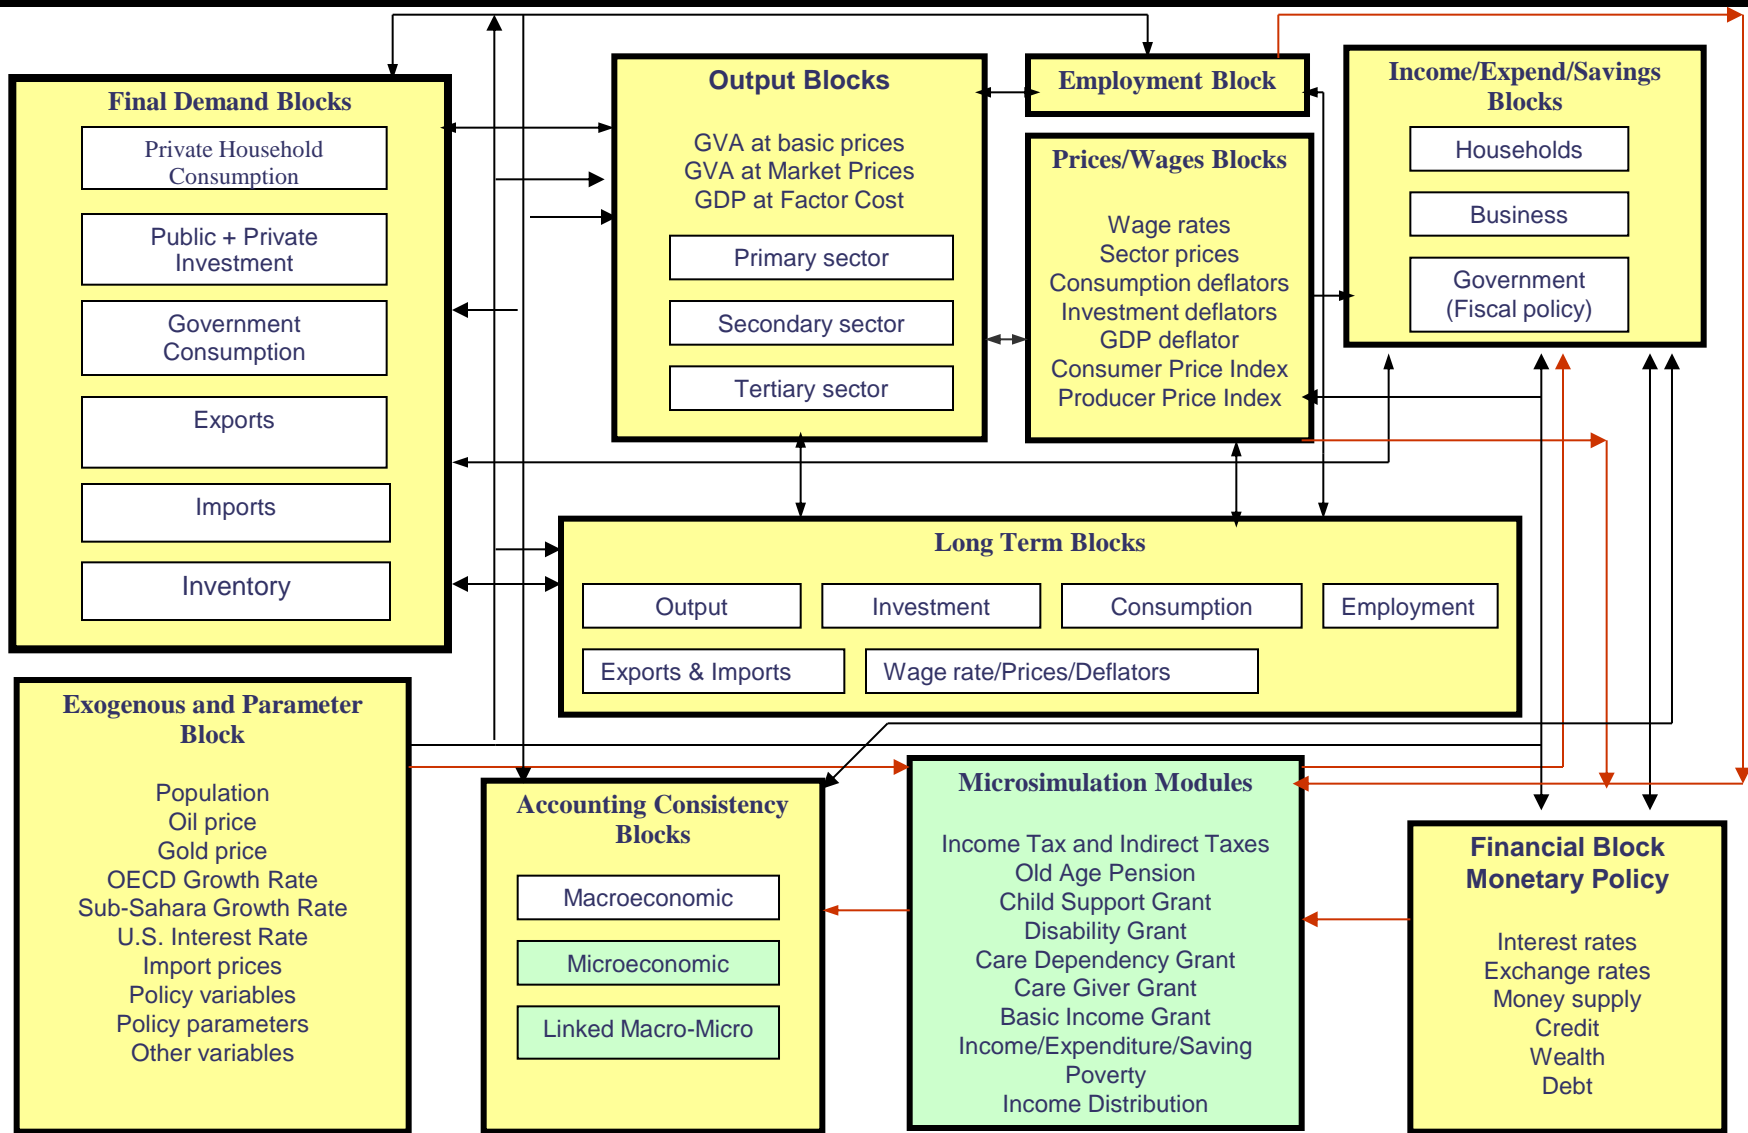 Final Demand Blocks
Private Household
Consumption
Public + Private
Investment
Government
Consumption
Exports
Imports
Inventory
Output Blocks
GVA at basic prices
GVA at Market Prices
GDP at Factor Cost
Primary sector
Secondary sector
Tertiary sector
Employment Block
Prices/Wages Blocks
Wage rates
Sector prices
Consumption deflators
Investment deflators
GDP deflator
Consumer Price Index
Producer Price Index
Income/Expend/Savings
Blocks
Households
Business
Government
(Fiscal policy)
Long Term Blocks
Output
Investment
Consumption
Employment
Exports & Imports
Wage rate/Prices/Deflators
Exogenous and Parameter
Block
Population
Oil price
Gold price
OECD Growth Rate
Sub-Sahara Growth Rate
U.S. Interest Rate
Import prices
Policy variables
Policy parameters
Other variables
Accounting Consistency
Blocks
Macroeconomic
Microeconomic
Linked Macro-Micro
Microsimulation Modules
Income Tax and Indirect Taxes
Old Age Pension
Child Support Grant
Disability Grant
Care Dependency Grant
Care Giver Grant
Basic Income Grant
Income/Expenditure/Saving
Poverty
Income Distribution
Financial Block
Monetary Policy
Interest rates
Exchange rates
Money supply
Credit
Wealth
Debt